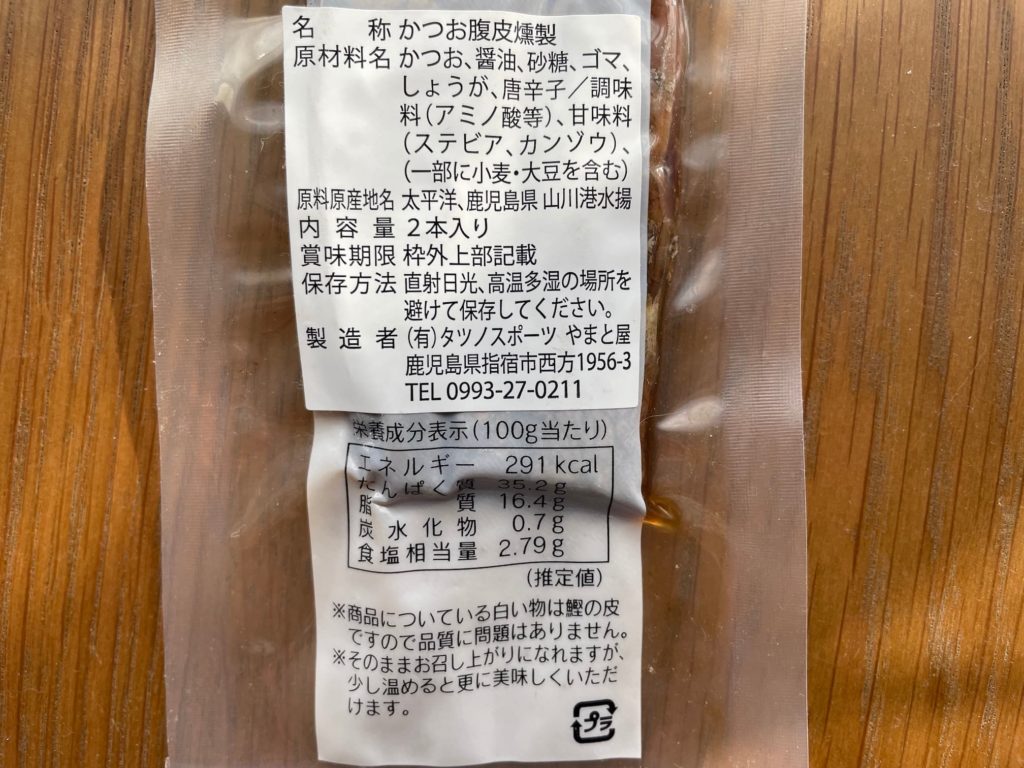 名称 かつお腹皮燻製
原材料名 かつお、醤油、砂糖、ゴマ、
しょうが、唐辛子／調味
料（アミノ酸等）、甘味料
（ステビア、カンゾウ）、
（一部に小麦・大豆を含む）
原料原産地名 太平洋、鹿児島県 山川港水揚
内容量 2本入り
賞味期限 枠外上部記載
保存方法 直射日光、高温多湿の場所を
避けて保存してください。
製造者 （有）タツノスポーツ やまと屋
鹿児島県指宿市西方1956-3
TEL 0993-27-0211
栄養成分表示（100g当たり）
エネルギー 291kcal
たんぱく質 35.2g
脂質 16.4g
炭水化物 0.7g
食塩相当量 2.79g
（推定値）
※商品についている白い物は鰹の皮
ですので品質に問題はありません。
※そのままお召し上がりになれますが、
少し温めると更に美味しくいただ
けます。
プラ